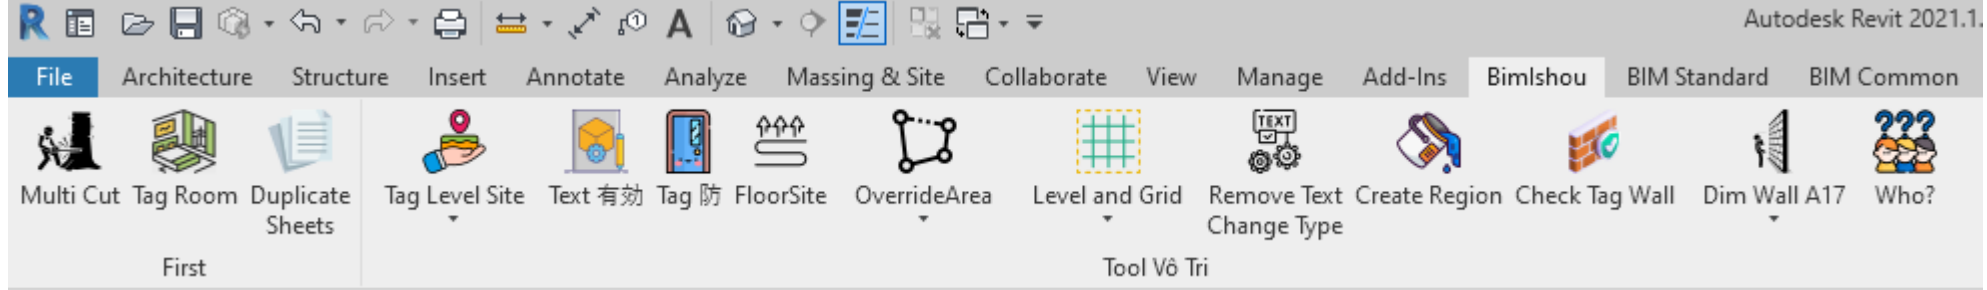 Autodesk Revit 2021.1.
File Architecture Structure Insert Annotate Analyze Massing & Site Collaborate View Manage Add-Ins BimIshou BIM Standard BIM Common
TEXT
???
Multi Cut Tag Room Duplicate Sheets Tag Level Site Text 有効 Tag 防 FloorSite OverrideArea Level and Grid Remove Text Change Type Create Region Check Tag Wall Dim Wall A17 Who?
First Tool Vô Tri